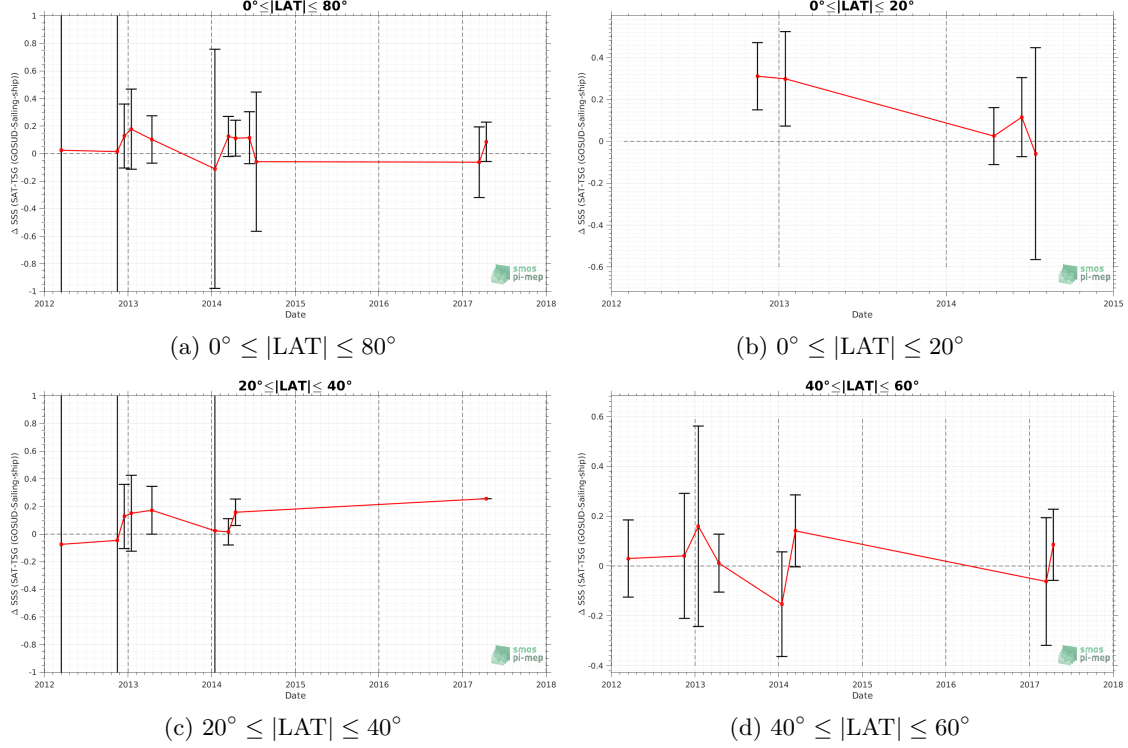 0°≤|LAT|≤ 80°
Δ SSS (SAT-TSG (GOSUD-Sailing-ship))
1
0.8
0.6
0.4
0.2
0
-0.2
-0.4
-0.6
-0.8
-1
2012 2013 2014 2015 2016 2017 2018
Date
smos
pi-mep
(a) 0° ≤ |LAT| ≤ 80°
0°≤|LAT|≤ 20°
Δ SSS (SAT-TSG (GOSUD-Sailing-ship))
0.4
0.2
0
-0.2
-0.4
-0.6
2012 2013 2014 2015
Date
smos
pi-mep
(b) 0° ≤ |LAT| ≤ 20°
20°≤|LAT|≤ 40°
Δ SSS (SAT-TSG (GOSUD-Sailing-ship))
1
0.8
0.6
0.4
0.2
0
-0.2
-0.4
-0.6
-0.8
-1
2012 2013 2014 2015 2016 2017 2018
Date
smos
pi-mep
(c) 20° ≤ |LAT| ≤ 40°
40°≤|LAT|≤ 60°
Δ SSS (SAT-TSG (GOSUD-Sailing-ship))
0.6
0.4
0.2
0
-0.2
-0.4
2012 2013 2014 2015 2016 2017 2018
Date
smos
pi-mep
(d) 40° ≤ |LAT| ≤ 60°